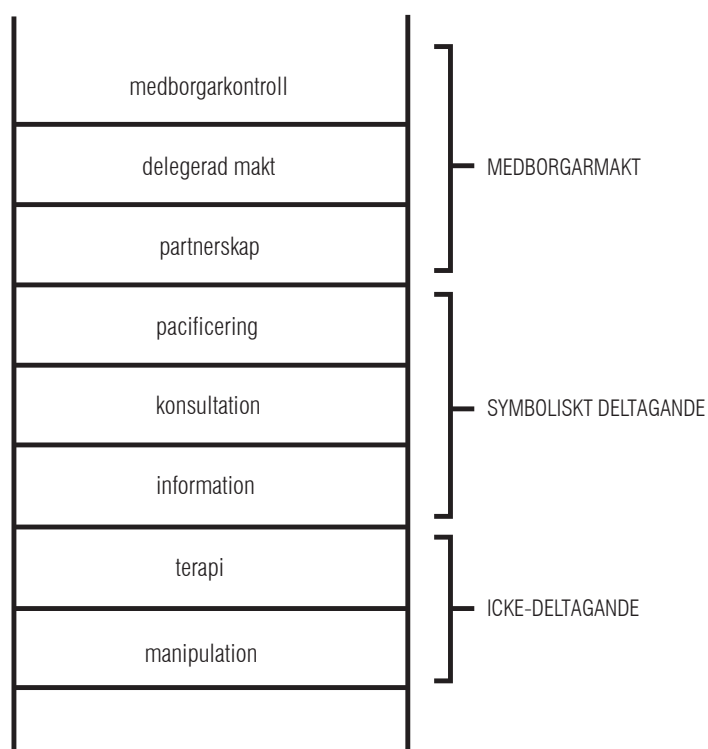 medborgarkontroll
delegerad makt
MEDBORGARMAKT
partnerskap
pacificering
konsultation
SYMBOLISKT DELTAGANDE
information
terapi
ICKE-DELTAGANDE
manipulation